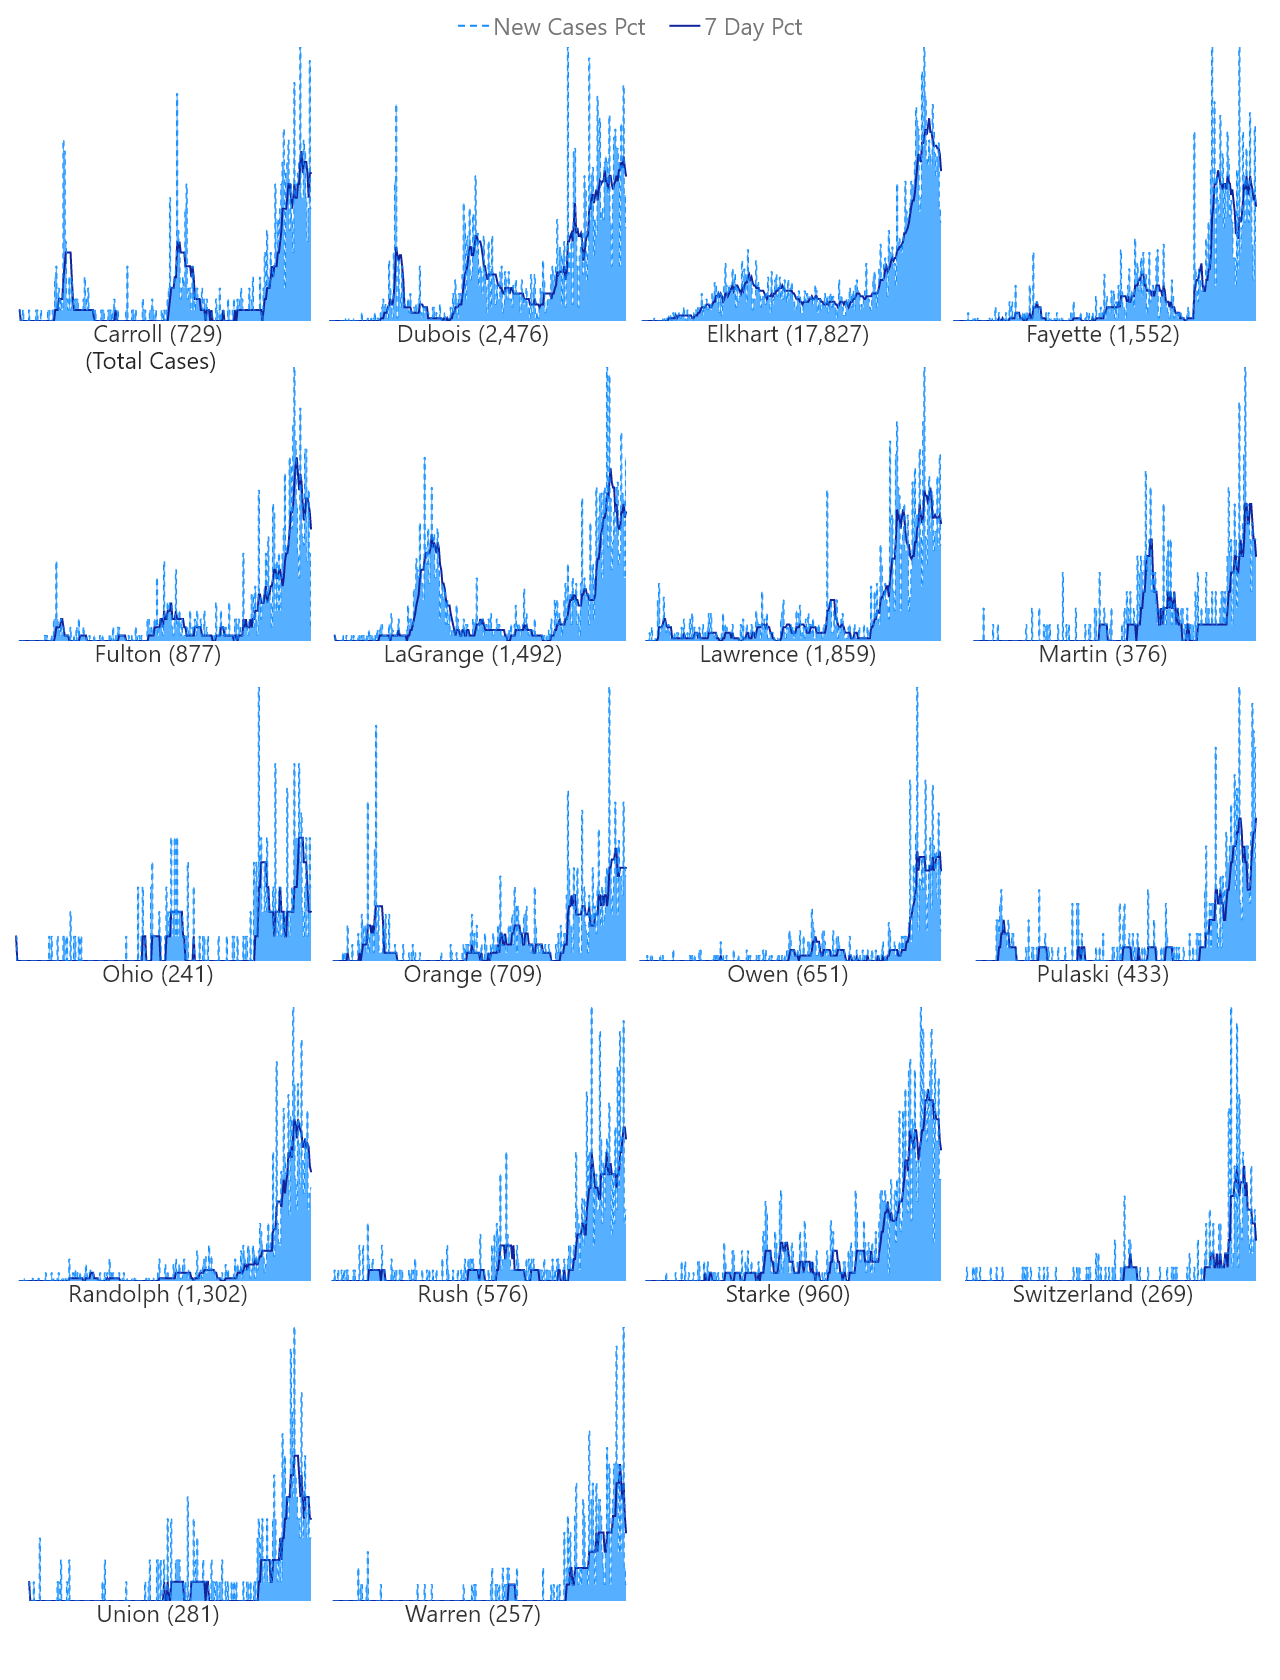 New Cases Pct 7 Day Pct
Carroll (729) Dubois (2,476) Elkhart (17,827) Fayette (1,552)
(Total Cases)
Fulton (877) LaGrange (1,492) Lawrence (1,859) Martin (376)
Ohio (241) Orange (709) Owen (651) Pulaski (433)
Randolph (1,302) Rush (576) Starke (960) Switzerland (269)
Union (281) Warren (257)